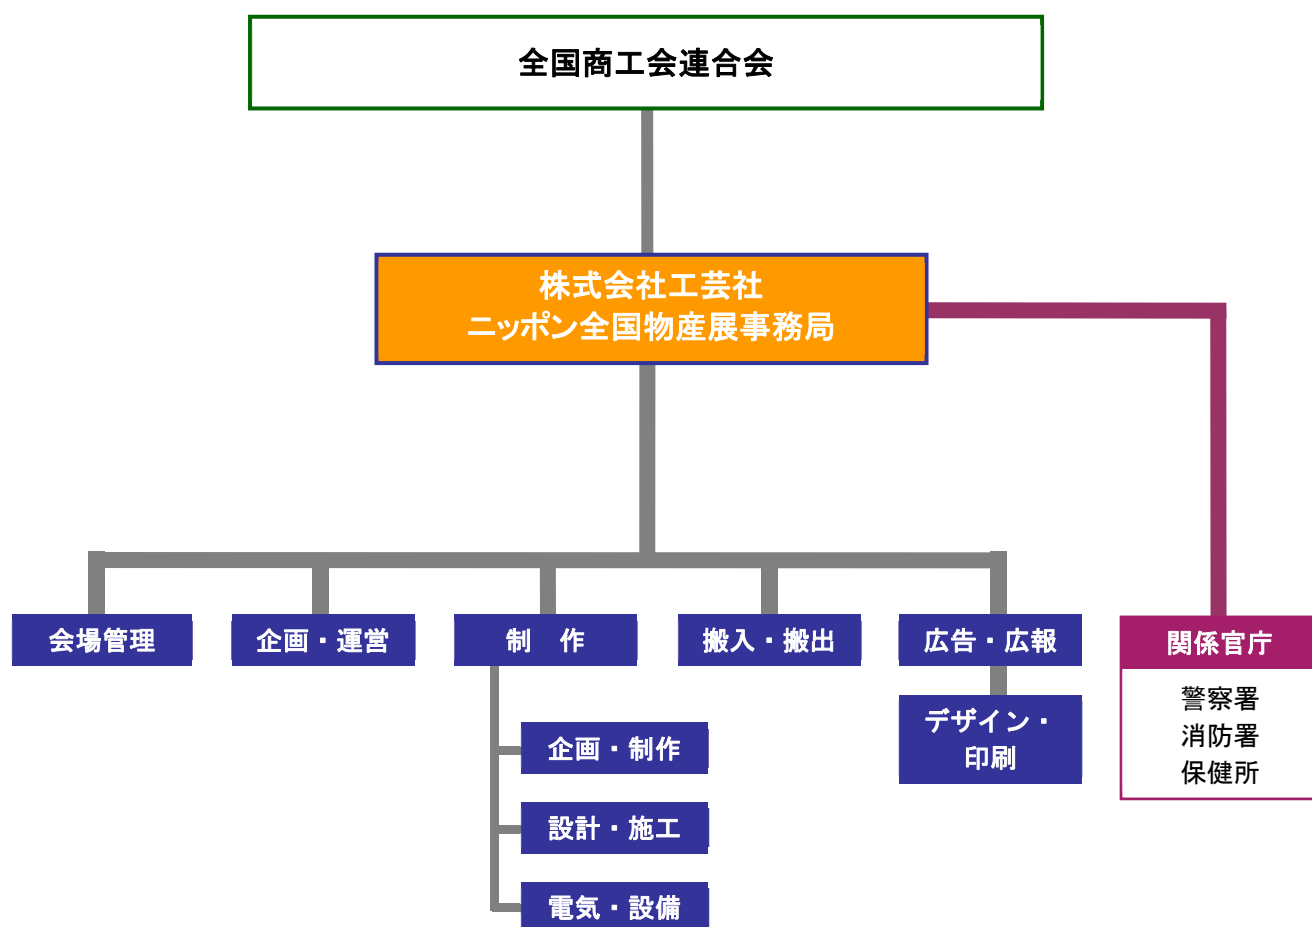 全国商工会連合会
株式会社工芸社
ニッポン全国物産展事務局
会場管理
企画・運営
制　作
搬入・搬出
広告・広報
関係官庁
デザイン・
印刷
警察署
消防署
保健所
企画・制作
設計・施工
電気・設備